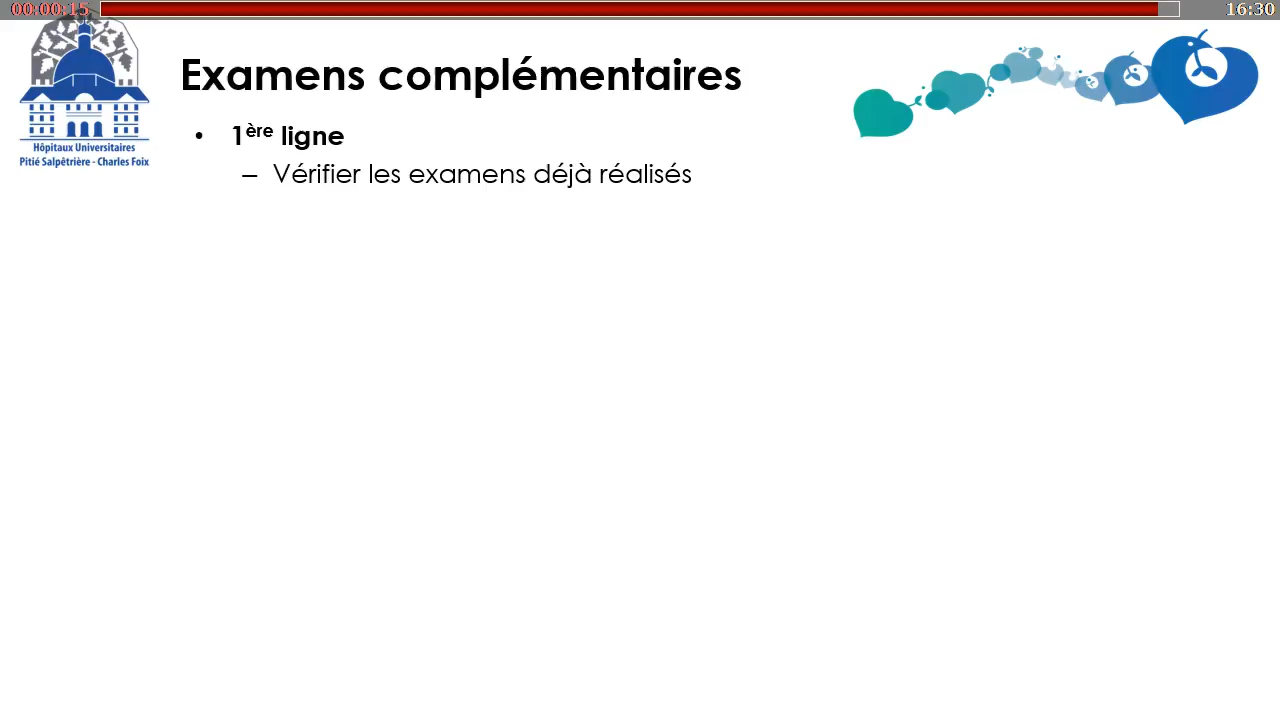 00:00:15
16:30
Examens complémentaires
• 1ère ligne
– Vérifier les examens déjà réalisés
Hôpitaux Universitaires
Pitié Salpêtrière - Charles Foix